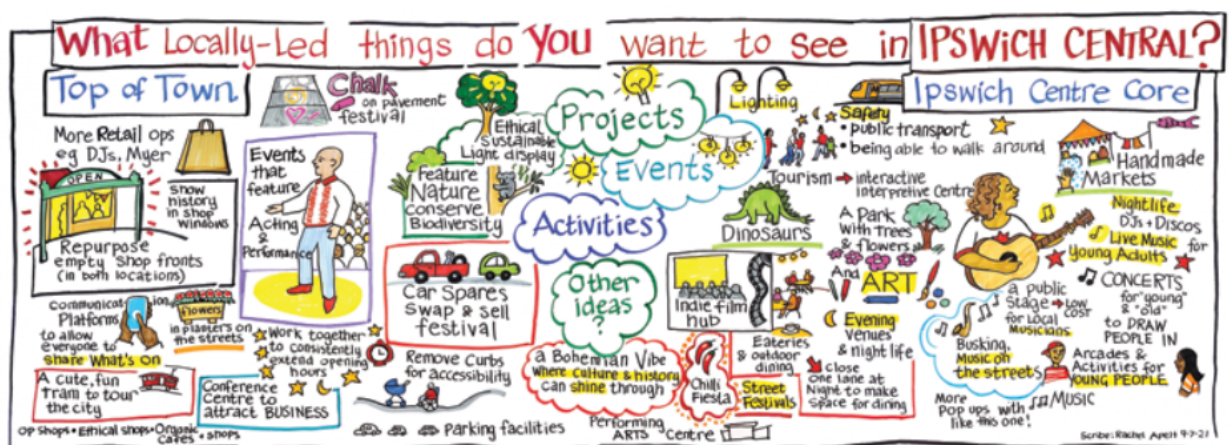 What Locally-Led things do You want to see in IPSWICH CENTRAL?
Top of Town
Chalk
on pavement
festival
More Retail ops
eg DJs, Myer
OPEN
Show
history
in shop
windows
Repurpose
empty shop fronts
(in both locations)
Events
that
feature
Acting
&
Performance
Communication
Platforms
to allow
everyone to
share What's on
flowers
in planters on
the streets
Work together
to consistently
extend opening
hours
A cute, fun
Tram to tour
the city
Conference
Centre to
attract BUSINESS
OP Shops • Ethical shops • Organic
Cafes • shops
Ethical
Sustainable
Light display
Feature
Nature
conserve
Biodiversity
Car Spares
Swap & sell
festival
Remove Curbs
for accessibility
Parking facilities
Projects
Events
Activities
Other
ideas
?
a Bohemian Vibe
Where culture & history
can shine through
Performing
ARTS Centre
Chilli
Fiesta
Street
Festivals
Lighting
Safety
• public transport
• being able to walk around
Tourism → interactive
interpretive Centre
Dinosaurs
A Park
With Trees
& flowers
And
ART
Indie film
hub
Eateries
& outdoor
dining
Evening
Venues
& night life
close
one lane at
Night to make
Space for dining
Ipswich Centre Core
Handmade
Markets
Nightlife
DJs + Discos
Live Music for
young Adults
a public
Stage → Low
cost
for Local
Musicians
CONCERTS
for "young"
& "old"
to DRAW
PEOPLE IN
Busking,
Music on
the streets
Arcades &
Activities for
YOUNG PEOPLE
More
Pop ups with MUSIC
like this one!
Scribe: Rachel Apelt 9-7-21